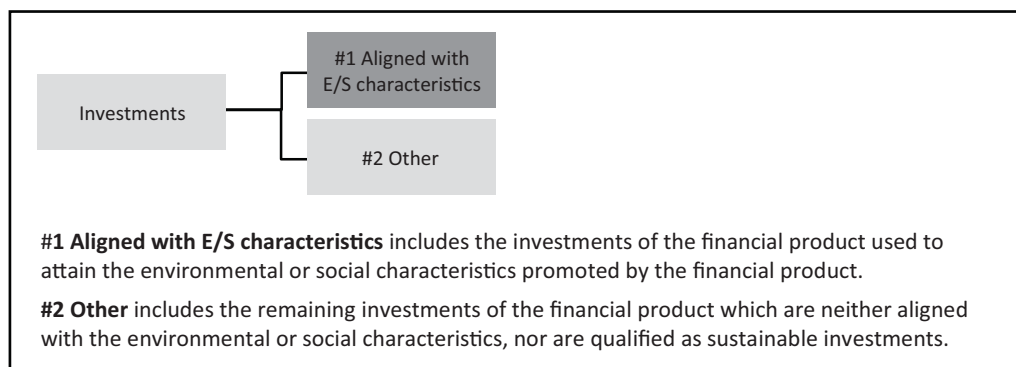 #1 Aligned with
E/S characteristics
Investments
#2 Other
#1 Aligned with E/S characteristics includes the investments of the financial product used to
attain the environmental or social characteristics promoted by the financial product.
#2 Other includes the remaining investments of the financial product which are neither aligned
with the environmental or social characteristics, nor are qualified as sustainable investments.